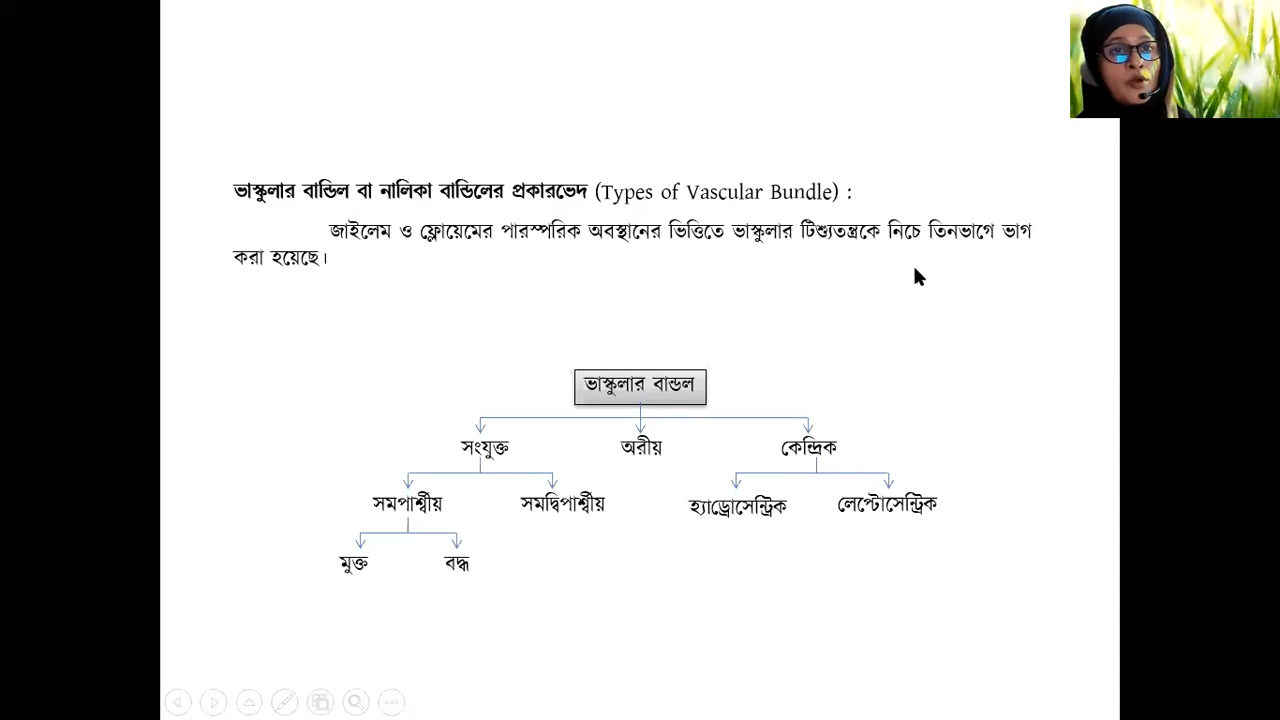 ভাস্কুলার বান্ডিল বা নালিকা বান্ডিলের প্রকারভেদ (Types of Vascular Bundle) :
জাইলেম ও ফ্লোয়েমের পারস্পরিক অবস্থানের ভিত্তিতে ভাস্কুলার টিশ্যুতন্ত্রকে নিচে তিনভাগে ভাগ
করা হয়েছে।
ভাস্কুলার বান্ডল
সংযুক্ত অরীয় কেন্দ্রিক
সমপার্শ্বীয় সমদ্বিপার্শ্বীয় হ্যাড্রোসেন্ট্রিক লেপ্টোসেন্ট্রিক
মুক্ত বদ্ধ